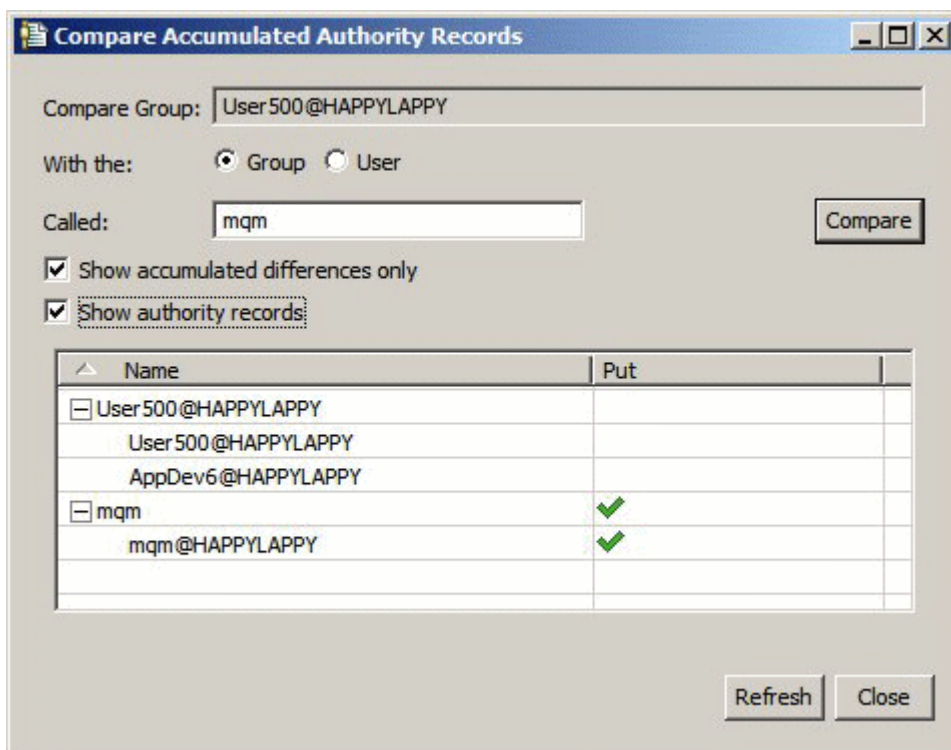 Compare Accumulated Authority Records
Compare Group: User500@HAPPYLAPPY
With the: Group User
Called: mqm Compare
Show accumulated differences only
Show authority records
Name Put
User500@HAPPYLAPPY
User500@HAPPYLAPPY
AppDev6@HAPPYLAPPY
mqm
mqm@HAPPYLAPPY
Refresh Close